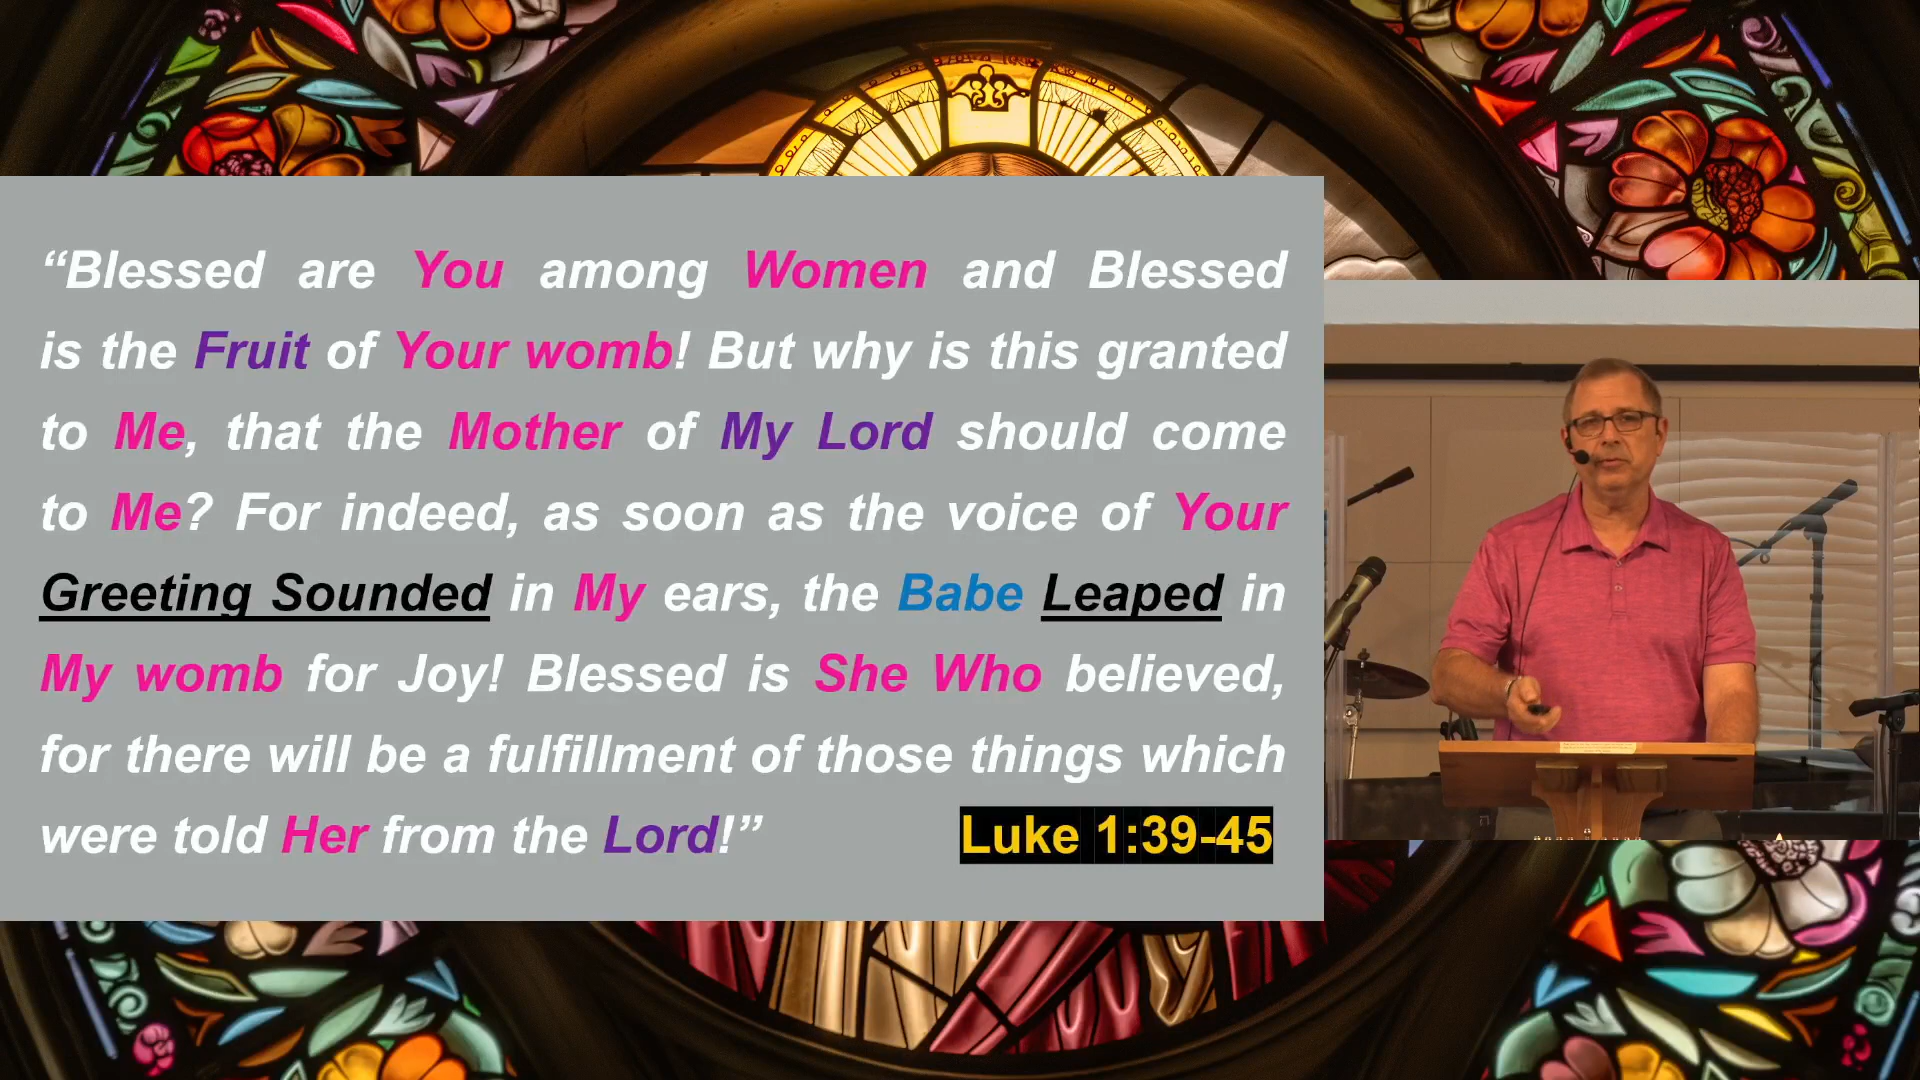 “Blessed are You among Women and Blessed
is the Fruit of Your womb! But why is this granted
to Me, that the Mother of My Lord should come
to Me? For indeed, as soon as the voice of Your
Greeting Sounded in My ears, the Babe Leaped in
My womb for Joy! Blessed is She Who believed,
for there will be a fulfillment of those things which
were told Her from the Lord!” Luke 1:39-45